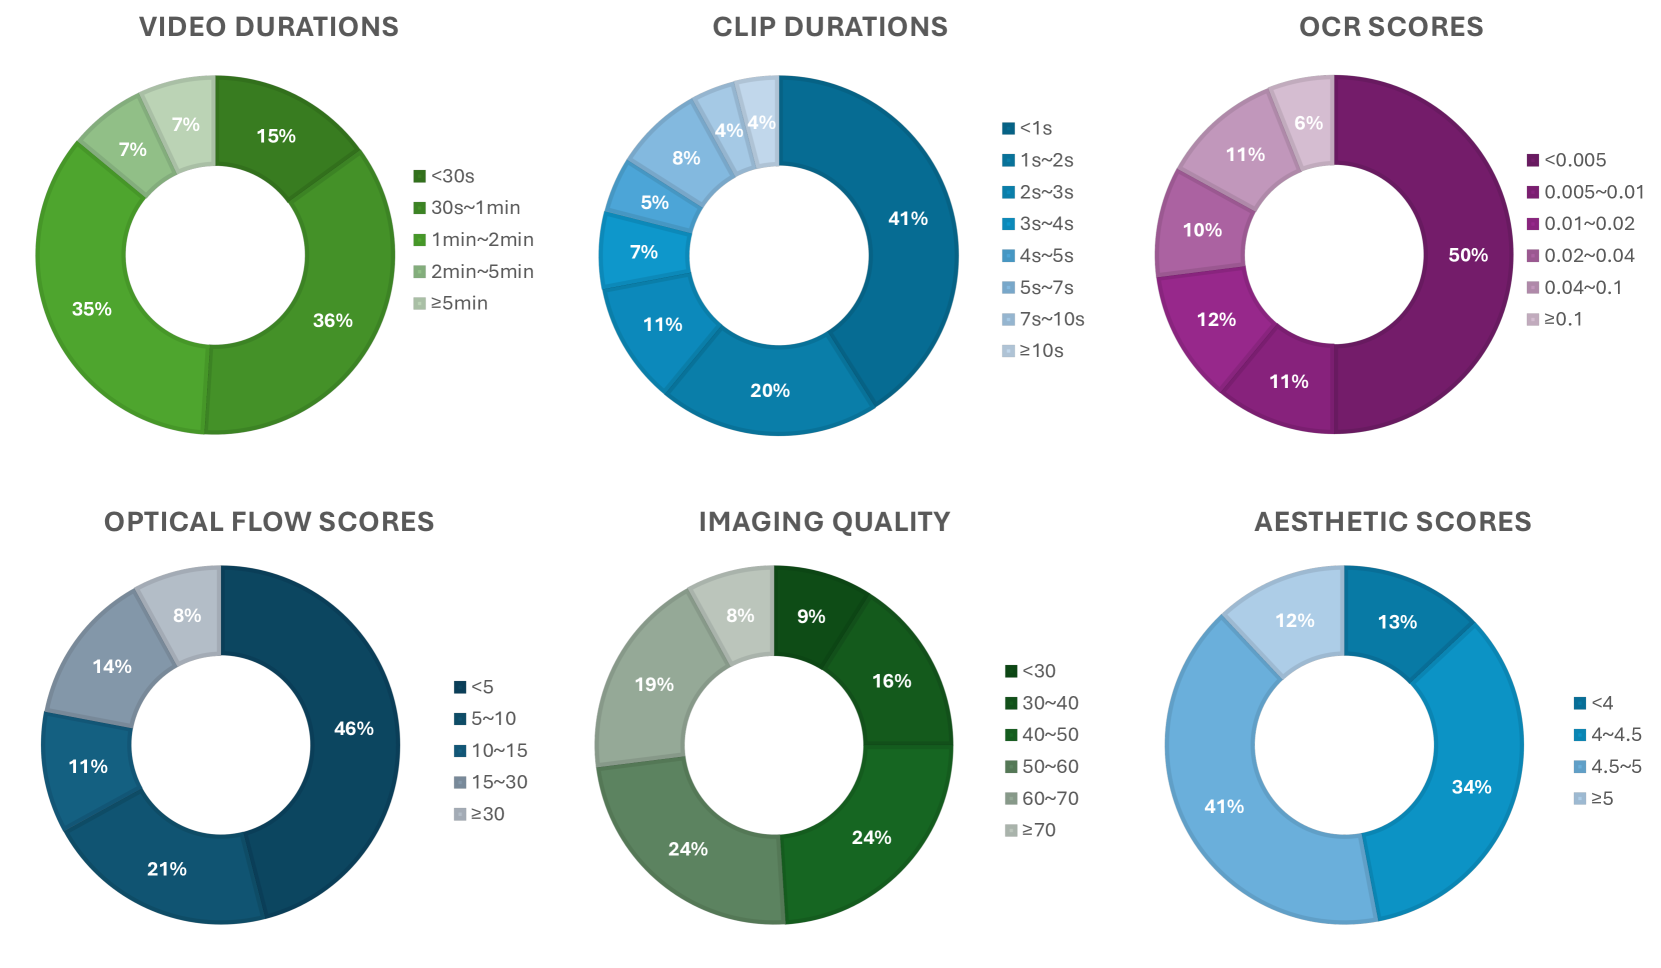 VIDEO DURATIONS
15%
36%
35%
7%
7%
<30s
30s~1min
1min~2min
2min~5min
≥5min
CLIP DURATIONS
41%
20%
11%
7%
5%
8%
4%
4%
<1s
1s~2s
2s~3s
3s~4s
4s~5s
5s~7s
7s~10s
≥10s
OCR SCORES
50%
11%
12%
10%
11%
6%
<0.005
0.005~0.01
0.01~0.02
0.02~0.04
0.04~0.1
≥0.1
OPTICAL FLOW SCORES
46%
21%
11%
14%
8%
<5
5~10
10~15
15~30
≥30
IMAGING QUALITY
9%
16%
24%
24%
19%
8%
<30
30~40
40~50
50~60
60~70
≥70
AESTHETIC SCORES
13%
34%
41%
12%
<4
4~4.5
4.5~5
≥5